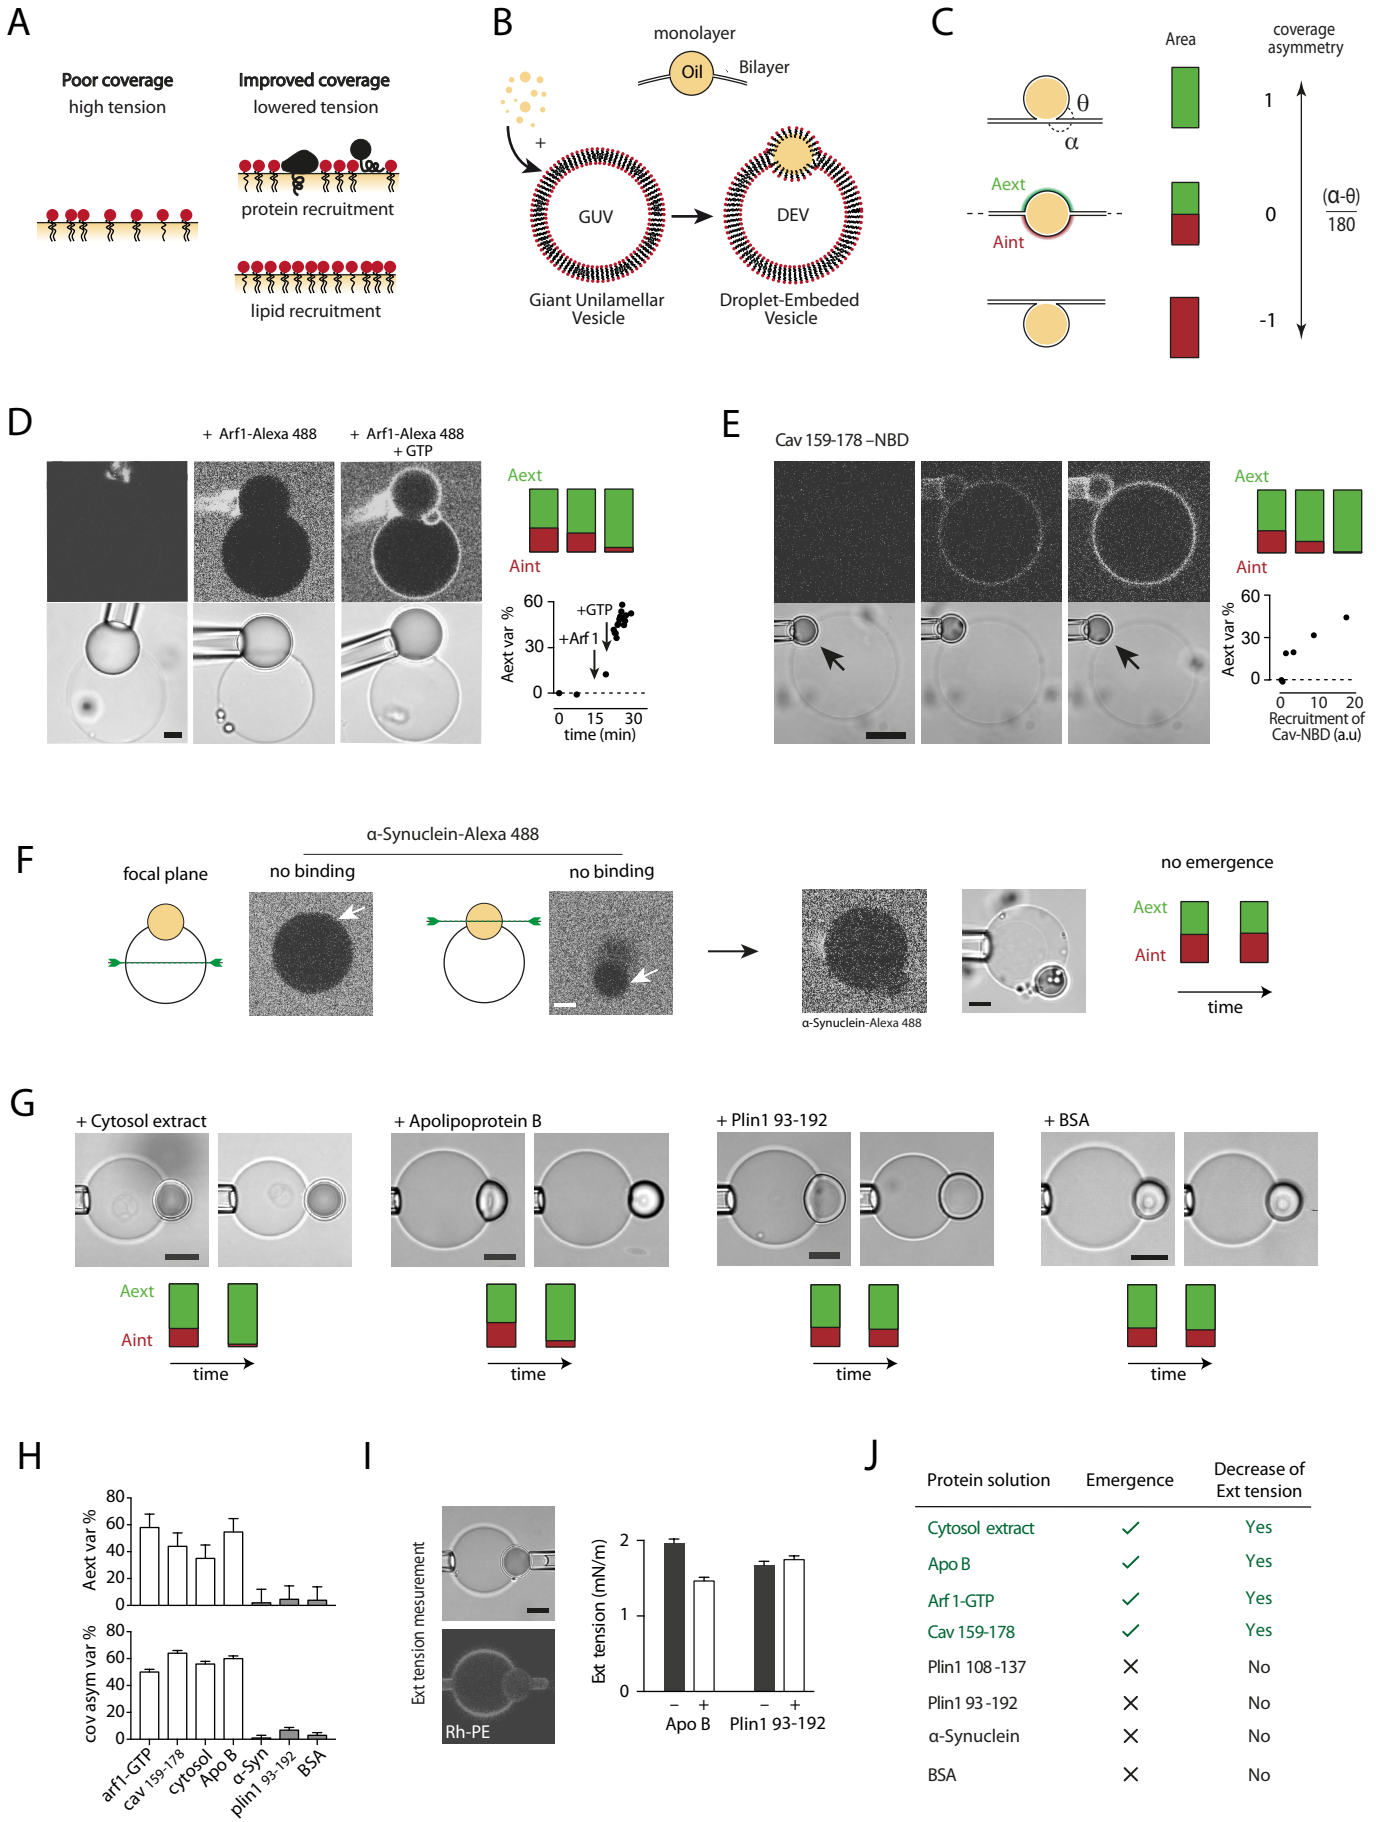 A
Poor coverage
high tension
Improved coverage
lowered tension
protein recruitment
lipid recruitment
B
monolayer
Oil
Bilayer
+
GUV
DEV
Giant Unilamellar
Vesicle
Droplet-Embeded
Vesicle
C
Area
coverage
asymmetry
θ
α
1
Aext
Aint
0
(α-θ)
180
-1
D
+ Arf1-Alexa 488
+ Arf1-Alexa 488
+ GTP
Aext
Aint
Aext var %
60
30
0
+GTP
+Arf 1
0 15 30
time (min)
E
Cav 159-178 –NBD
Aext
Aint
Aext var %
60
30
0
0 10 20
Recruitment of
Cav-NBD (a.u)
F
α-Synuclein-Alexa 488
focal plane
no binding
no binding
α-Synuclein-Alexa 488
no emergence
Aext
Aint
time
G
+ Cytosol extract
+ Apolipoprotein B
+ Plin1 93-192
+ BSA
Aext
Aint
time
time
time
time
H
Aext var %
80
60
40
20
0
cov asym var %
80
60
40
20
0
arf1-GTP
cav 159-178
cytosol
Apo B
α-Syn
plin1 93-192
BSA
I
Ext tension mesurement
Rh-PE
Ext tension (mN/m)
2
1
0
– + – +
Apo B Plin1 93-192
J
Protein solution Emergence Decrease of
Ext tension
Cytosol extract ✓ Yes
Apo B ✓ Yes
Arf 1-GTP ✓ Yes
Cav 159-178 ✓ Yes
Plin1 108-137 ✕ No
Plin1 93-192 ✕ No
α-Synuclein ✕ No
BSA ✕ No